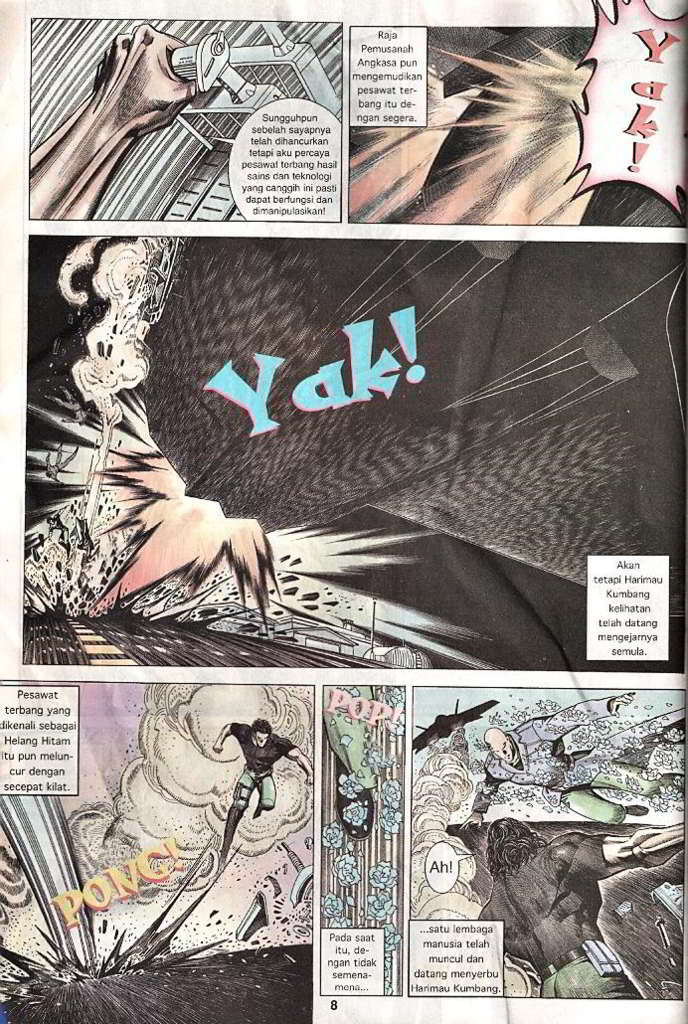 Sungguhpun
sebelah sayapnya
telah dihancurkan
tetapi aku percaya
pesawat terbang hasil
sains dan teknologi
yang canggih ini pasti
dapat berfungsi dan
dimanipulasikan!
Raja
Pemusanah
Angkasa pun
mengemudikan
pesawat ter-
bang itu de-
ngan segera.
Yak!
Yak!
Akan
tetapi Harimau
Kumbang
kelihatan
telah datang
mengejarnya
semula.
Pesawat
terbang yang
dikenali sebagai
Helang Hitam
itu pun melun-
cur dengan
secepat kilat.
PONG!
POP!
Pada saat
itu, de-
ngan tidak
semena-
mena...
Ah!
...satu lembaga
manusia telah
muncul dan
datang menyerbu
Harimau Kumbang.
8